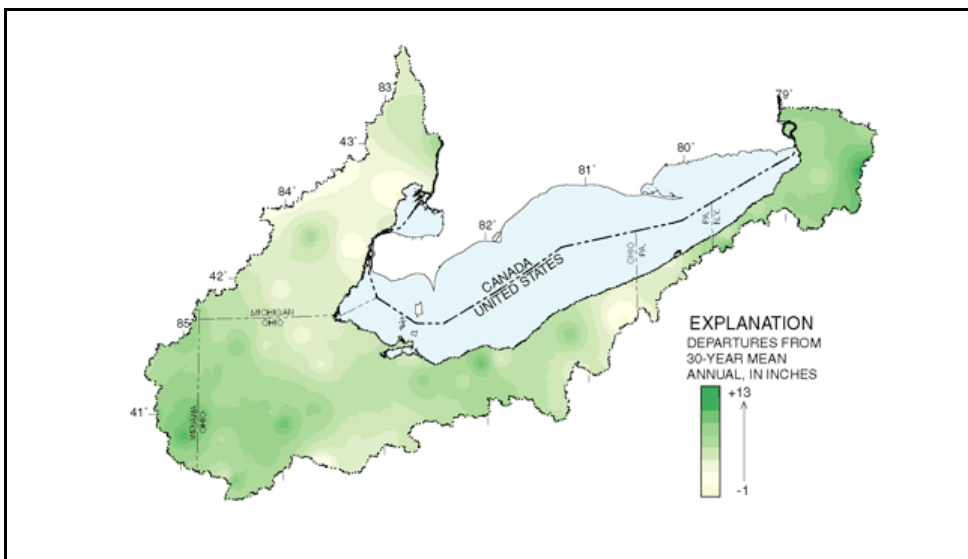 83°
79°
43°
80°
84°
81°
82°
PA.
N.Y.
OHIO
PA.
CANADA
UNITED STATES
42°
MICHIGAN
OHIO
85°
EXPLANATION
DEPARTURES FROM
30-YEAR MEAN
ANNUAL, IN INCHES
+13
41°
INDIANA
OHIO
-1